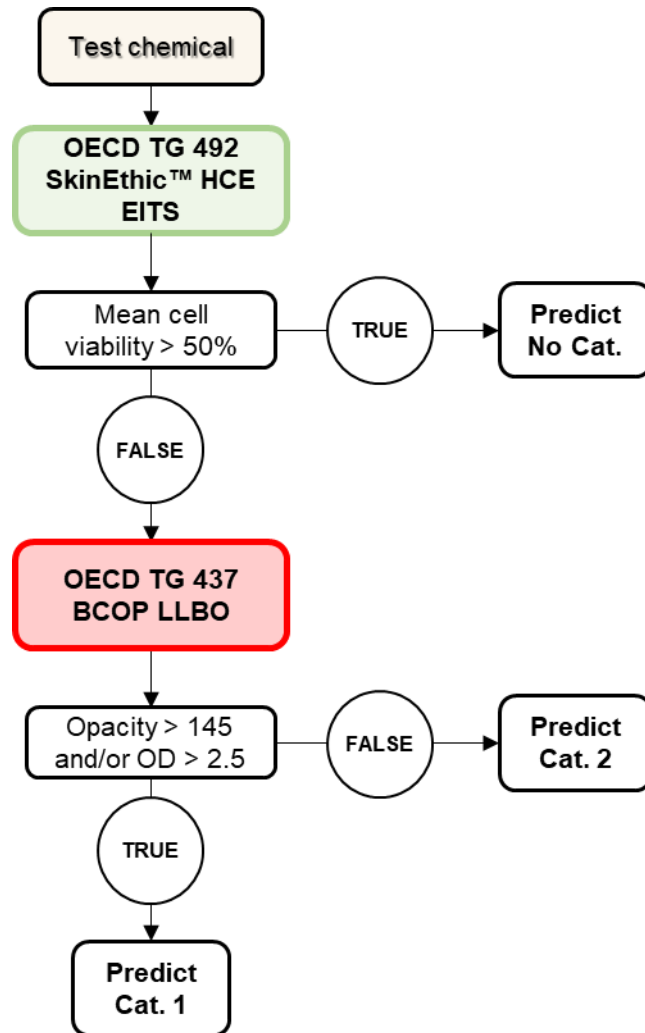 Test chemical
OECD TG 492
SkinEthic™ HCE
EITS
Mean cell
viability > 50%
TRUE
Predict
No Cat.
FALSE
OECD TG 437
BCOP LLBO
Opacity > 145
and/or OD > 2.5
FALSE
Predict
Cat. 2
TRUE
Predict
Cat. 1